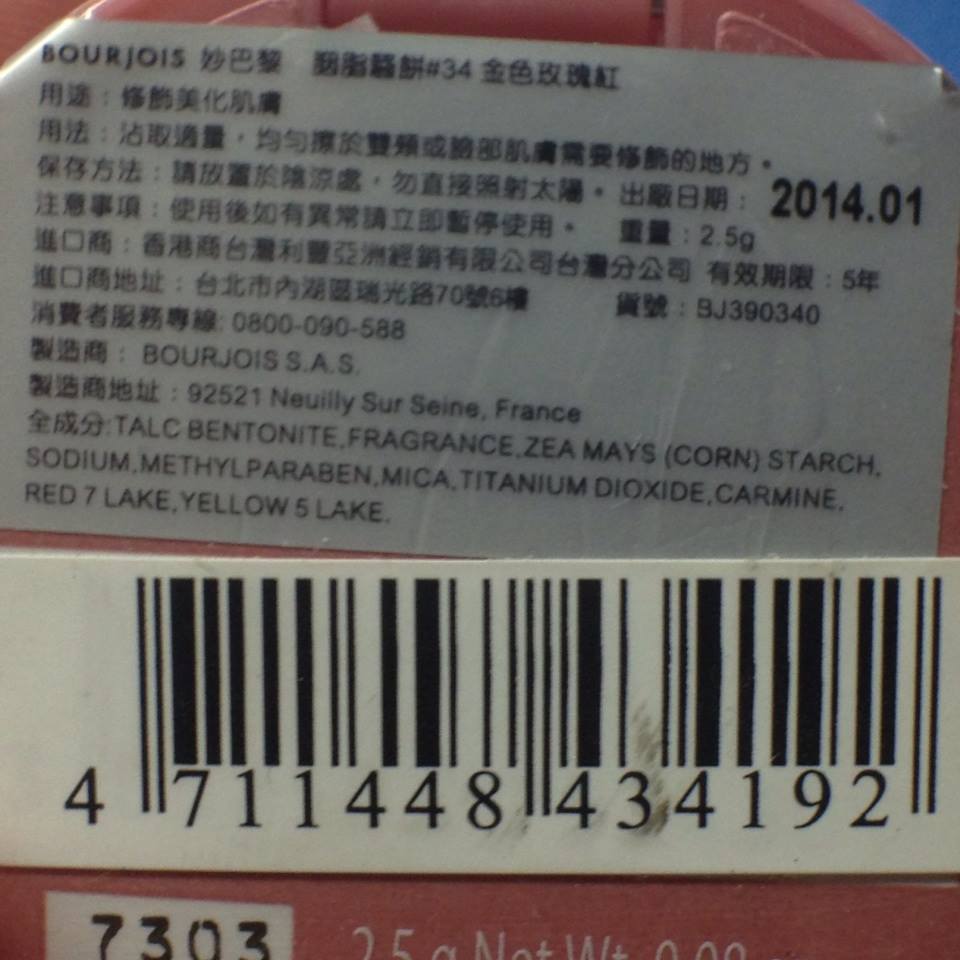 BOURJOIS 妙巴黎 胭脂餅#34 金色玫瑰紅
用途：修飾美化肌膚
用法：沾取適量，均勻擦於雙頰或臉部肌膚需要修飾的地方。
保存方法：請放置於陰涼處，勿直接照射太陽。 出廠日期： 2014.01
注意事項：使用後如有異常請立即暫停使用。 重量：2.5g
進口商：香港商台灣利豐亞洲經銷有限公司台灣分公司 有效期限：5年
進口商地址：台北市內湖區瑞光路70號6樓 貨號：BJ390340
消費者服務專線: 0800-090-588
製造商： BOURJOIS S.A.S.
製造商地址：92521 Neuilly Sur Seine, France
全成分:TALC BENTONITE,FRAGRANCE,ZEA MAYS (CORN) STARCH,
SODIUM,METHYLPARABEN,MICA,TITANIUM DIOXIDE,CARMINE,
RED 7 LAKE,YELLOW 5 LAKE.
4 711448 434192
7303 2.5 g Net Wt.